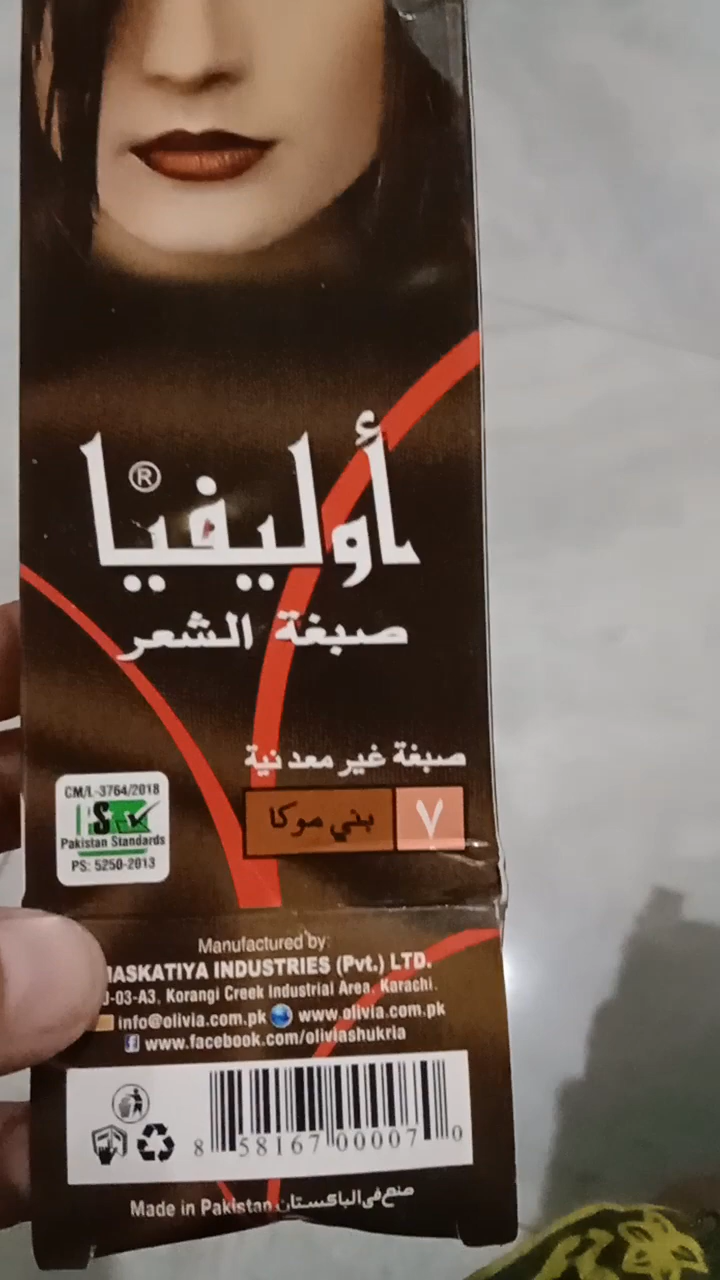 أوليفيا
®
صبغة الشعر
صبغة غير معدنية
بني موكا ٧
CM/L-3764/2018
Pakistan Standards
PS: 5250-2013
Manufactured by:
MASKATIYA INDUSTRIES (Pvt.) LTD.
-03-A3, Korangi Creek Industrial Area, Karachi.
info@olivia.com.pk www.olivia.com.pk
www.facebook.com/oliviashukria
8 58167 00007 0
Made in Pakistan صنع في الباكستان